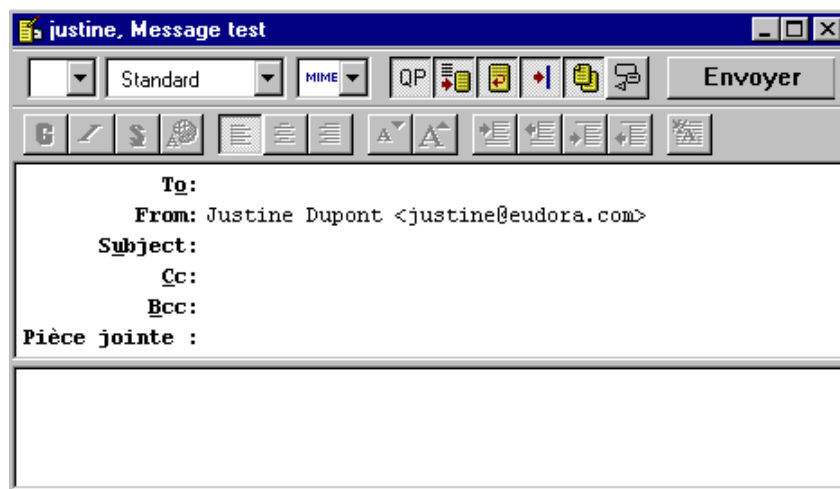 justine, Message test
Standard MIME QP Envoyer
G I S A A A A
To:
From: Justine Dupont <justine@eudora.com>
Subject:
Cc:
Bcc:
Pièce jointe :